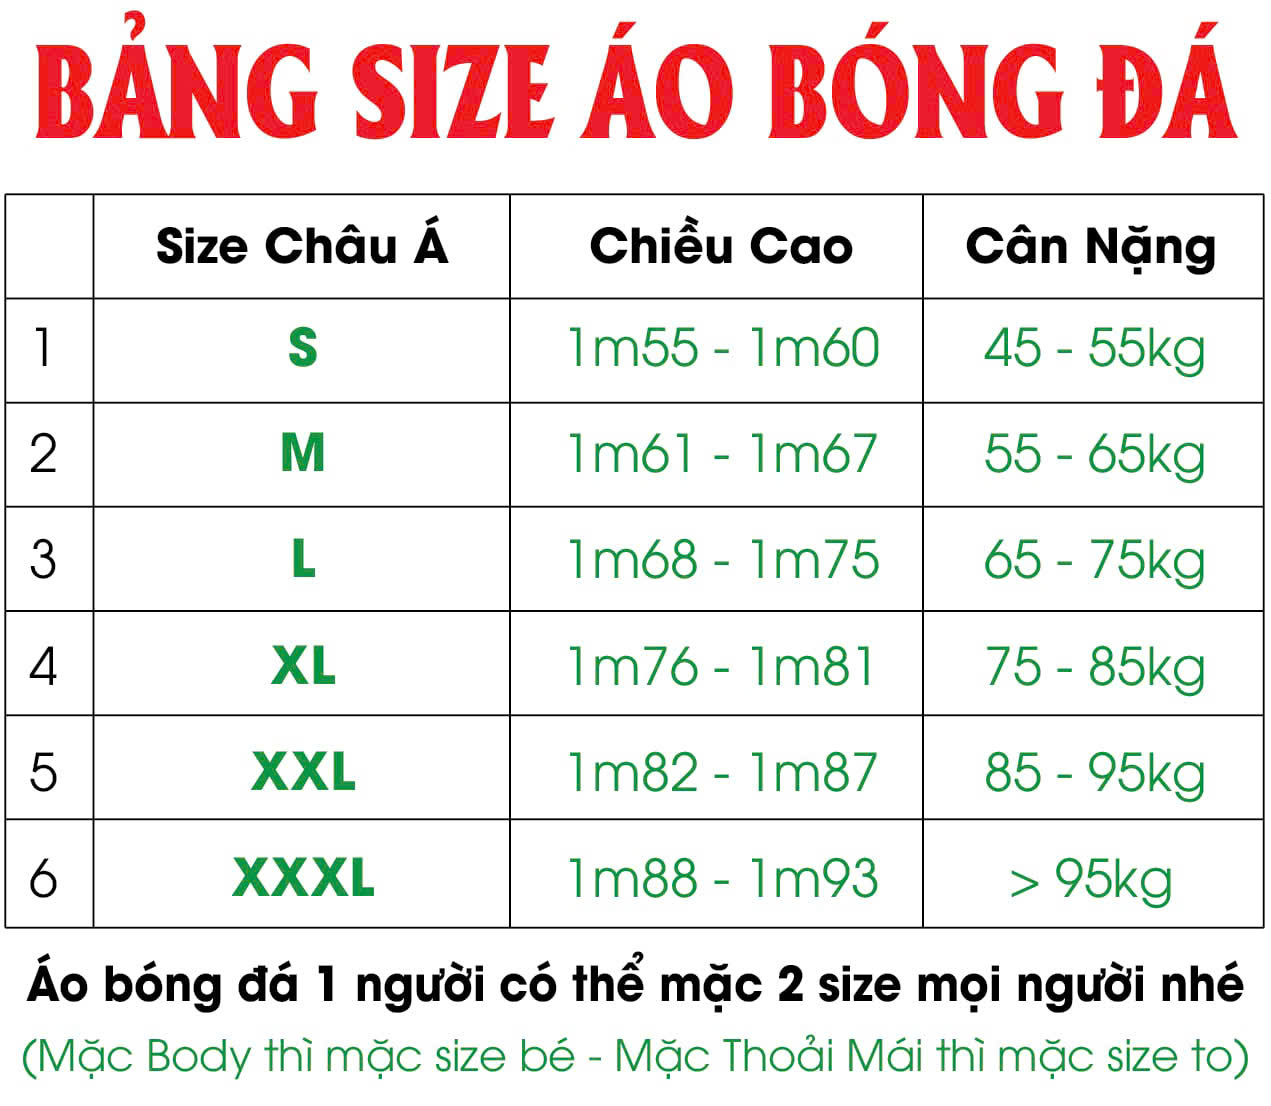 BẢNG SIZE ÁO BÓNG ĐÁ
Size Châu Á Chiều Cao Cân Nặng
1 S 1m55 - 1m60 45 - 55kg
2 M 1m61 - 1m67 55 - 65kg
3 L 1m68 - 1m75 65 - 75kg
4 XL 1m76 - 1m81 75 - 85kg
5 XXL 1m82 - 1m87 85 - 95kg
6 XXXL 1m88 - 1m93 > 95kg
Áo bóng đá 1 người có thể mặc 2 size mọi người nhé
(Mặc Body thì mặc size bé - Mặc Thoải Mái thì mặc size to)